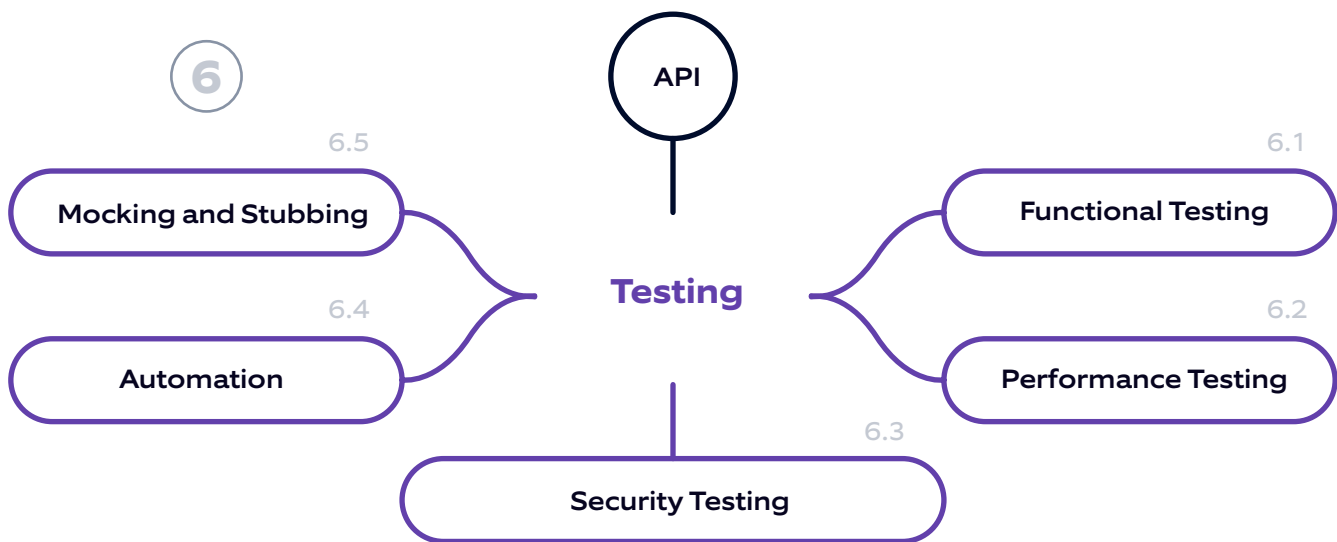 6
API
6.5
Mocking and Stubbing
6.1
Functional Testing
Testing
6.4
Automation
6.2
Performance Testing
6.3
Security Testing